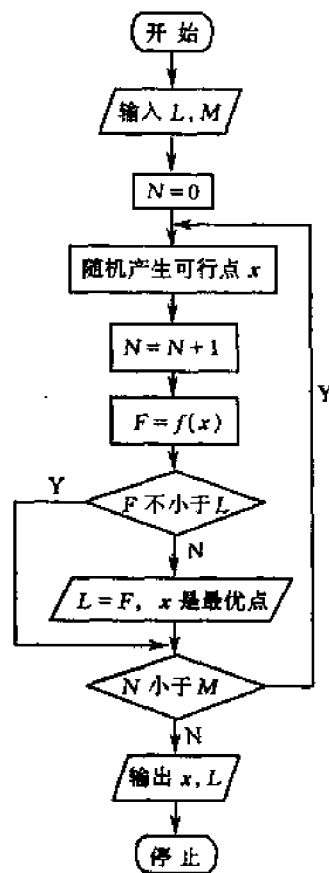 开始
输入 L, M
N=0
随机产生可行点 x
N=N+1
Y
F=f(x)
Y
F 不小于 L
N
L=F, x 是最优点
N 小于 M
N
输出 x, L
停止